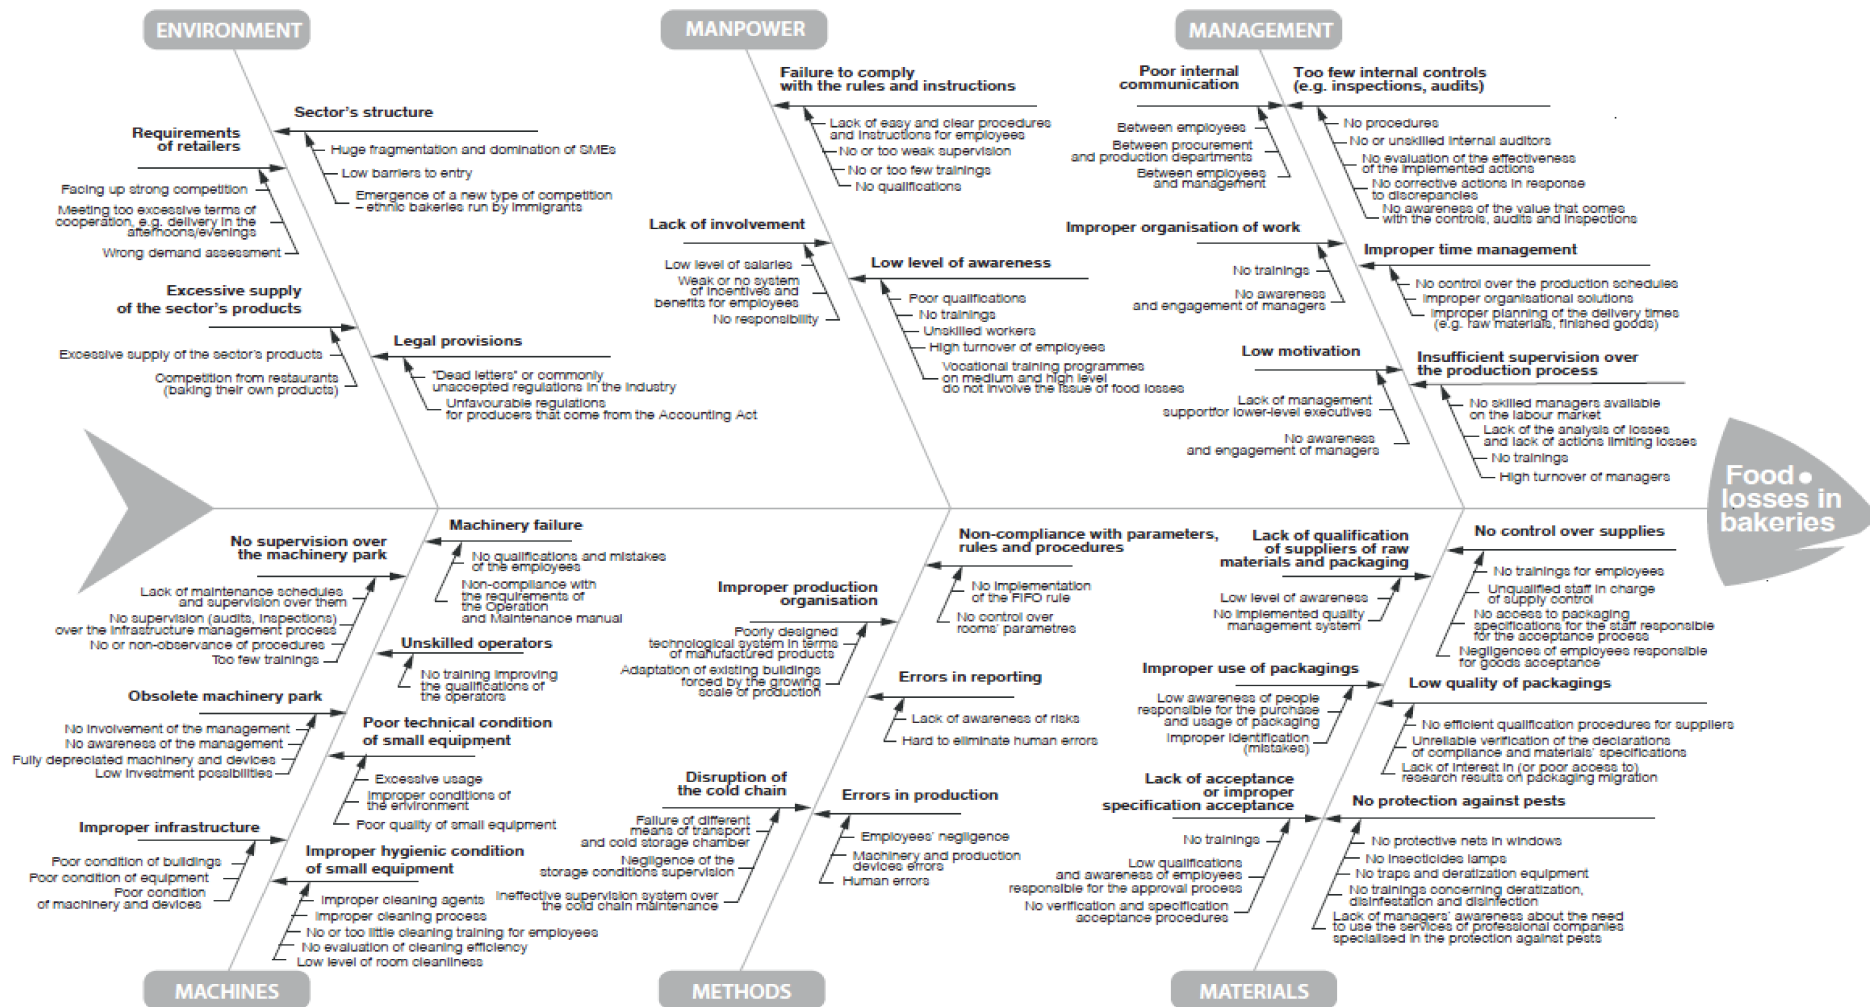 ENVIRONMENT
Sector's structure
Huge fragmentation and domination of SMEs
Low barriers to entry
Emergence of a new type of competition
– ethnic bakeries run by immigrants
Requirements
of retailers
Facing up strong competition
Meeting too excessive terms of
cooperation, e.g. delivery in the
afternoons/evenings
Wrong demand assessment
Excessive supply
of the sector's products
Excessive supply of the sector's products
Competition from restaurants
(baking their own products)
Legal provisions
"Dead letters" or commonly
unaccepted regulations in the industry
Unfavourable regulations
for producers that come from the Accounting Act
MANPOWER
Failure to comply
with the rules and instructions
Lack of easy and clear procedures
and instructions for employees
No or too weak supervision
No or too few trainings
No qualifications
Lack of involvement
Low level of salaries
Weak or no system
of incentives and
benefits for employees
No responsibility
Low level of awareness
Poor qualifications
No trainings
Unskilled workers
High turnover of employees
Vocational training programmes
on medium and high level
do not involve the issue of food losses
MANAGEMENT
Poor internal
communication
Between employees
Between procurement
and production departments
Between employees
and management
Too few internal controls
(e.g. inspections, audits)
No procedures
No or unskilled internal auditors
No evaluation of the effectiveness
of the implemented actions
No corrective actions in response
to discrepancies
No awareness of the value that comes
with the controls, audits and inspections
Improper organisation of work
No trainings
No awareness
and engagement of managers
Improper time management
No control over the production schedules
Improper organisational solutions
Improper planning of the delivery times
(e.g. raw materials, finished goods)
Low motivation
Lack of management
supportfor lower-level executives
No awareness
and engagement of managers
Insufficient supervision over
the production process
No skilled managers available
on the labour market
Lack of the analysis of losses
and lack of actions limiting losses
No trainings
High turnover of managers
Food
losses in
bakeries
No supervision over
the machinery park
Lack of maintenance schedules
and supervision over them
No supervision (audits, inspections)
over the infrastructure management process
No or non-observance of procedures
Too few trainings
Machinery failure
No qualifications and mistakes
of the employees
Non-compliance with
the requirements of
the Operation
and Maintenance manual
Unskilled operators
No training improving
the qualifications of
the operators
Obsolete machinery park
No involvement of the management
No awareness of the management
Fully depreciated machinery and devices
Low investment possibilities
Poor technical condition
of small equipment
Excessive usage
Improper conditions of
the environment
Poor quality of small equipment
Improper infrastructure
Poor condition of buildings
Poor condition of equipment
Poor condition
of machinery and devices
Improper hygienic condition
of small equipment
Improper cleaning agents
Improper cleaning process
No or too little cleaning training for employees
No evaluation of cleaning efficiency
Low level of room cleanliness
MACHINES
Non-compliance with parameters,
rules and procedures
No implementation
of the FIFO rule
No control over
rooms' parametres
Improper production
organisation
Poorly designed
technological system in terms
of manufactured products
Adaptation of existing buildings
forced by the growing
scale of production
Errors in reporting
Lack of awareness of risks
Hard to eliminate human errors
Disruption of
the cold chain
Failure of different
means of transport
and cold storage chamber
Negligence of the
storage conditions supervision
Ineffective supervision system over
the cold chain maintenance
Errors in production
Employees' negligence
Machinery and production
devices errors
Human errors
METHODS
Lack of qualification
of suppliers of raw
materials and packaging
Low level of awareness
No implemented quality
management system
No control over supplies
No trainings for employees
Unqualified staff in charge
of supply control
No access to packaging
specifications for the staff responsible
for the acceptance process
Negligences of employees responsible
for goods acceptance
Improper use of packagings
Low awareness of people
responsible for the purchase
and usage of packaging
Improper identification
(mistakes)
Low quality of packagings
No efficient qualification procedures for suppliers
Unreliable verification of the declarations
of compliance and materials' specifications
Lack of interest in (or poor access to)
research results on packaging migration
Lack of acceptance
or improper
specification acceptance
No trainings
Low qualifications
and awareness of employees
responsible for the approval process
No verification and specification
acceptance procedures
No protection against pests
No protective nets in windows
No insecticides lamps
No traps and deratization equipment
No trainings concerning deratization,
disinfestation and disinfection
Lack of managers' awareness about the need
to use the services of professional companies
specialised in the protection against pests
MATERIALS